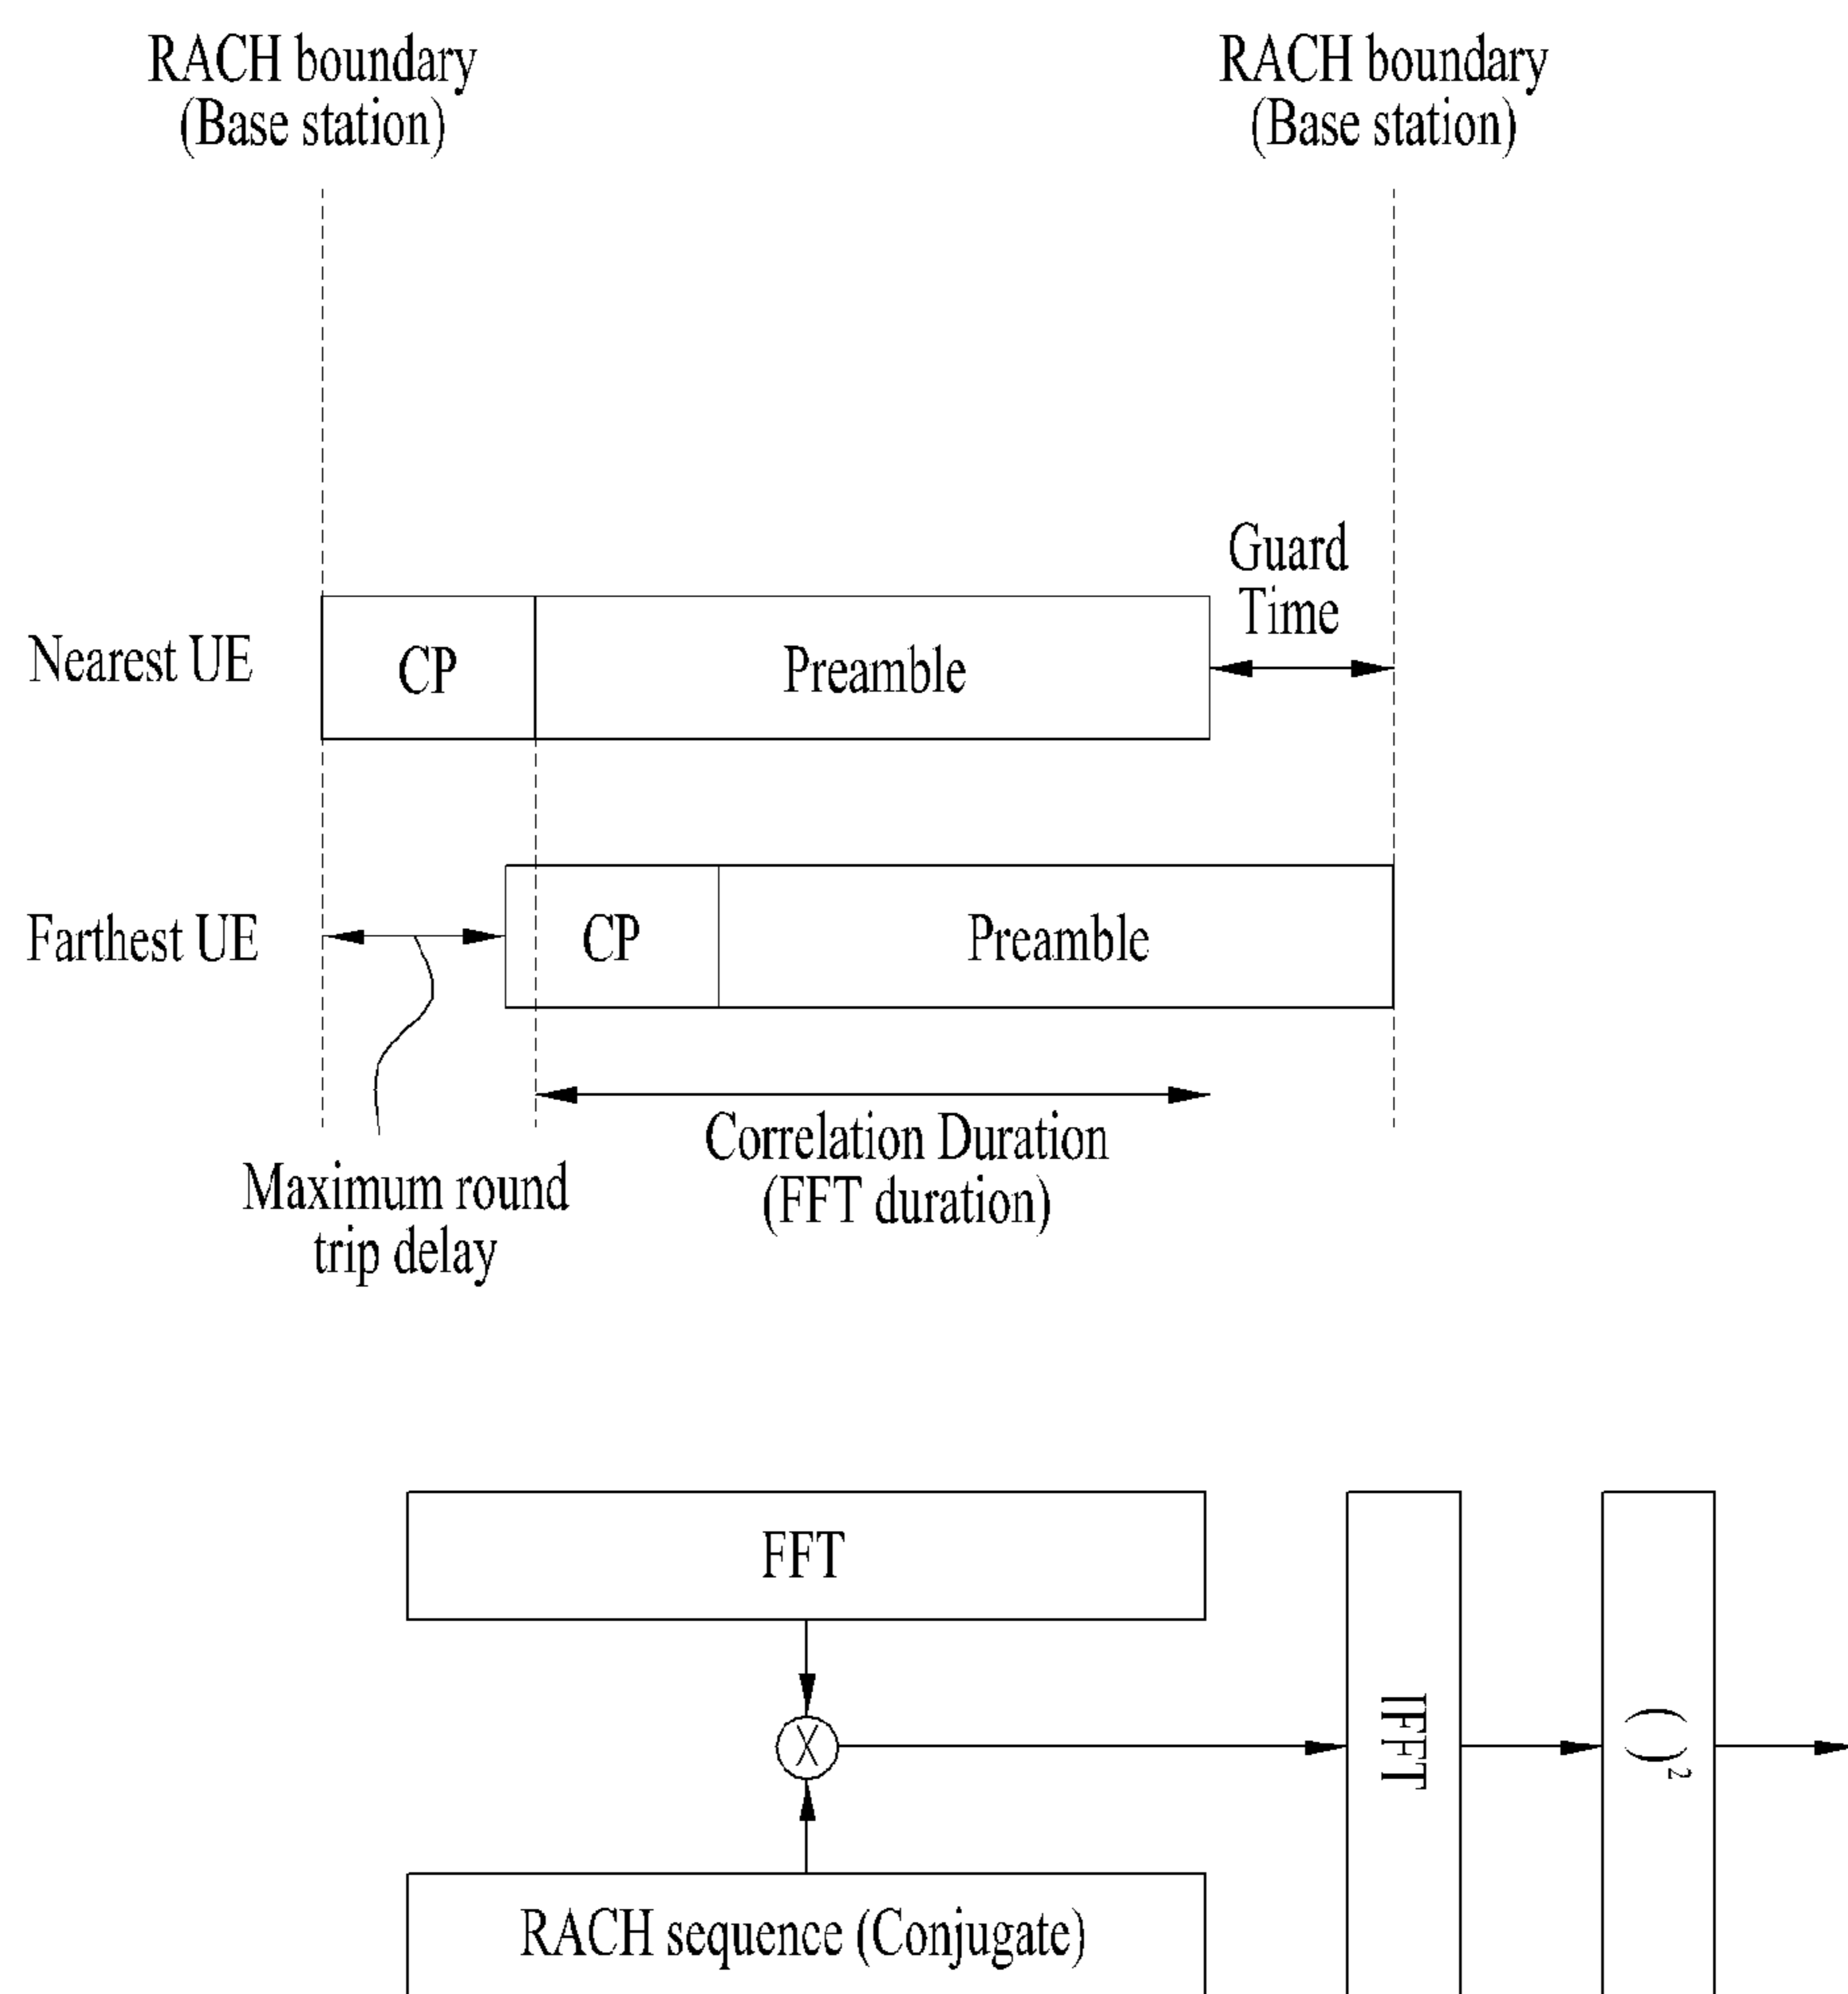 RACH boundary
(Base station)
RACH boundary
(Base station)
Guard
Time
Nearest UE
CP
Preamble
Farthest UE
CP
Preamble
Correlation Duration
(FFT duration)
Maximum round
trip delay
FFT
X
IFFT
( )²
RACH sequence (Conjugate)